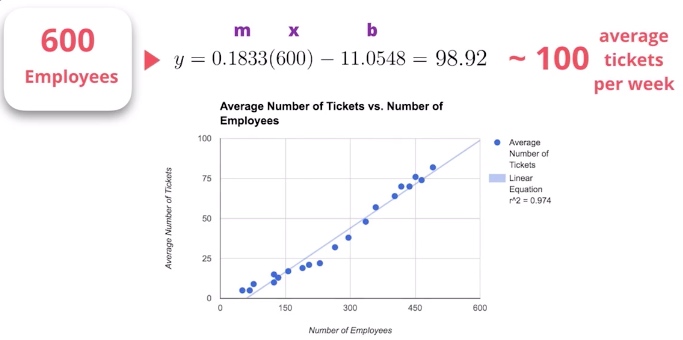 600
Employees
m x b
y = 0.1833(600) − 11.0548 = 98.92
~ 100
average
tickets
per week
Average Number of Tickets vs. Number of
Employees
Average Number of Tickets
100
75
50
25
0
0 150 300 450 600
Number of Employees
Average
Number of
Tickets
Linear
Equation
r^2 = 0.974